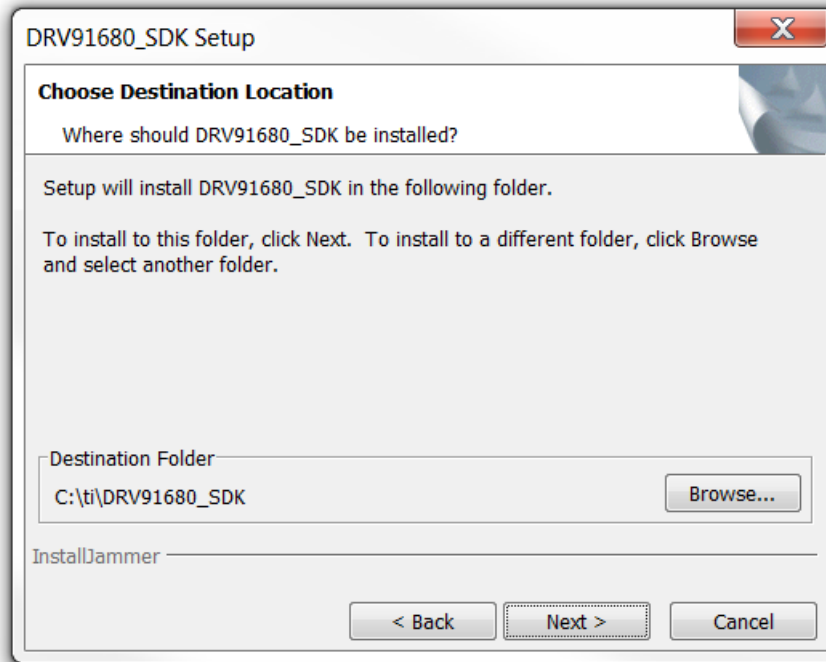 DRV91680_SDK Setup
X
Choose Destination Location
Where should DRV91680_SDK be installed?
Setup will install DRV91680_SDK in the following folder.
To install to this folder, click Next.  To install to a different folder, click Browse
and select another folder.
Destination Folder
C:\ti\DRV91680_SDK
Browse...
InstallJammer
< Back
Next >
Cancel